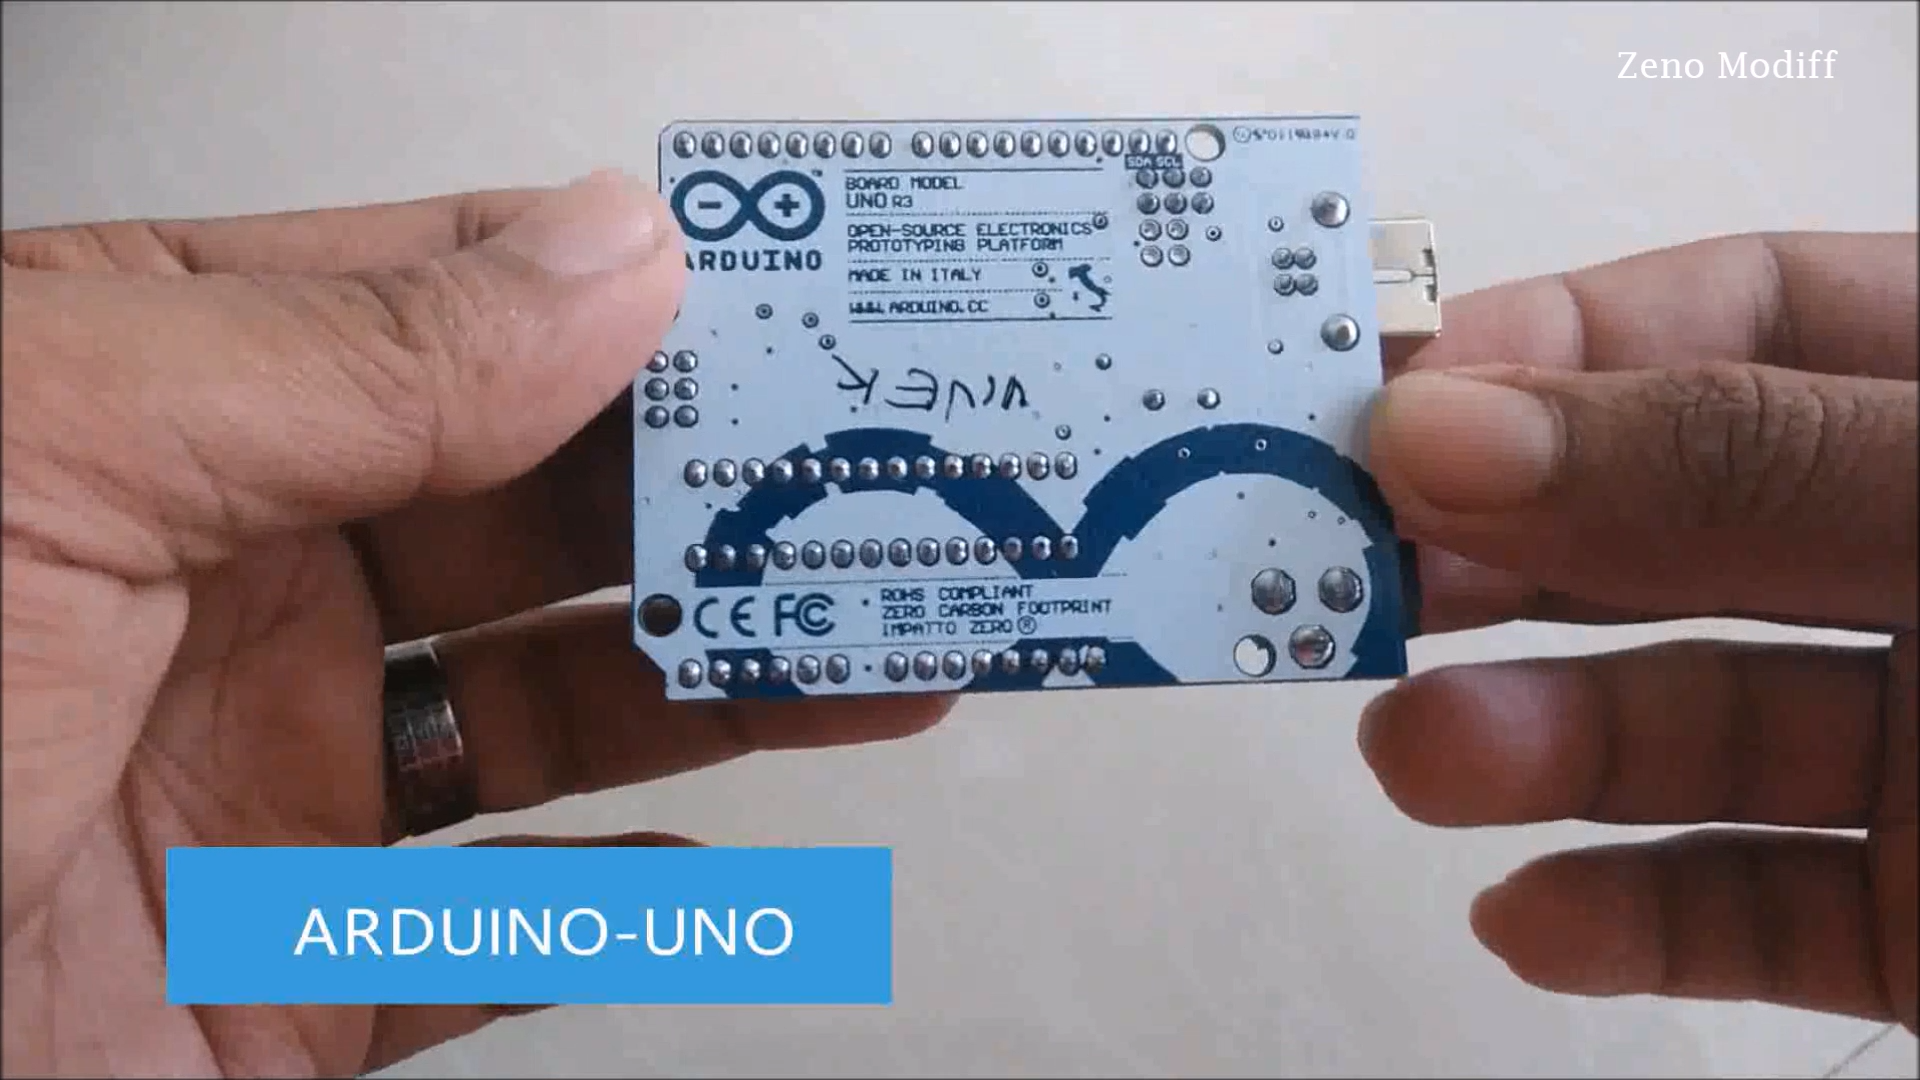 Zeno Modiff
SDA SCL
ARDUINO
BOARD MODEL
UNO R3
OPEN-SOURCE ELECTRONICS
PROTOTYPING PLATFORM
MADE IN ITALY
WWW.ARDUINO.CC
VIVEK
CE FC
ROHS COMPLIANT
ZERO CARBON FOOTPRINT
IMPATTO ZERO®
ARDUINO-UNO